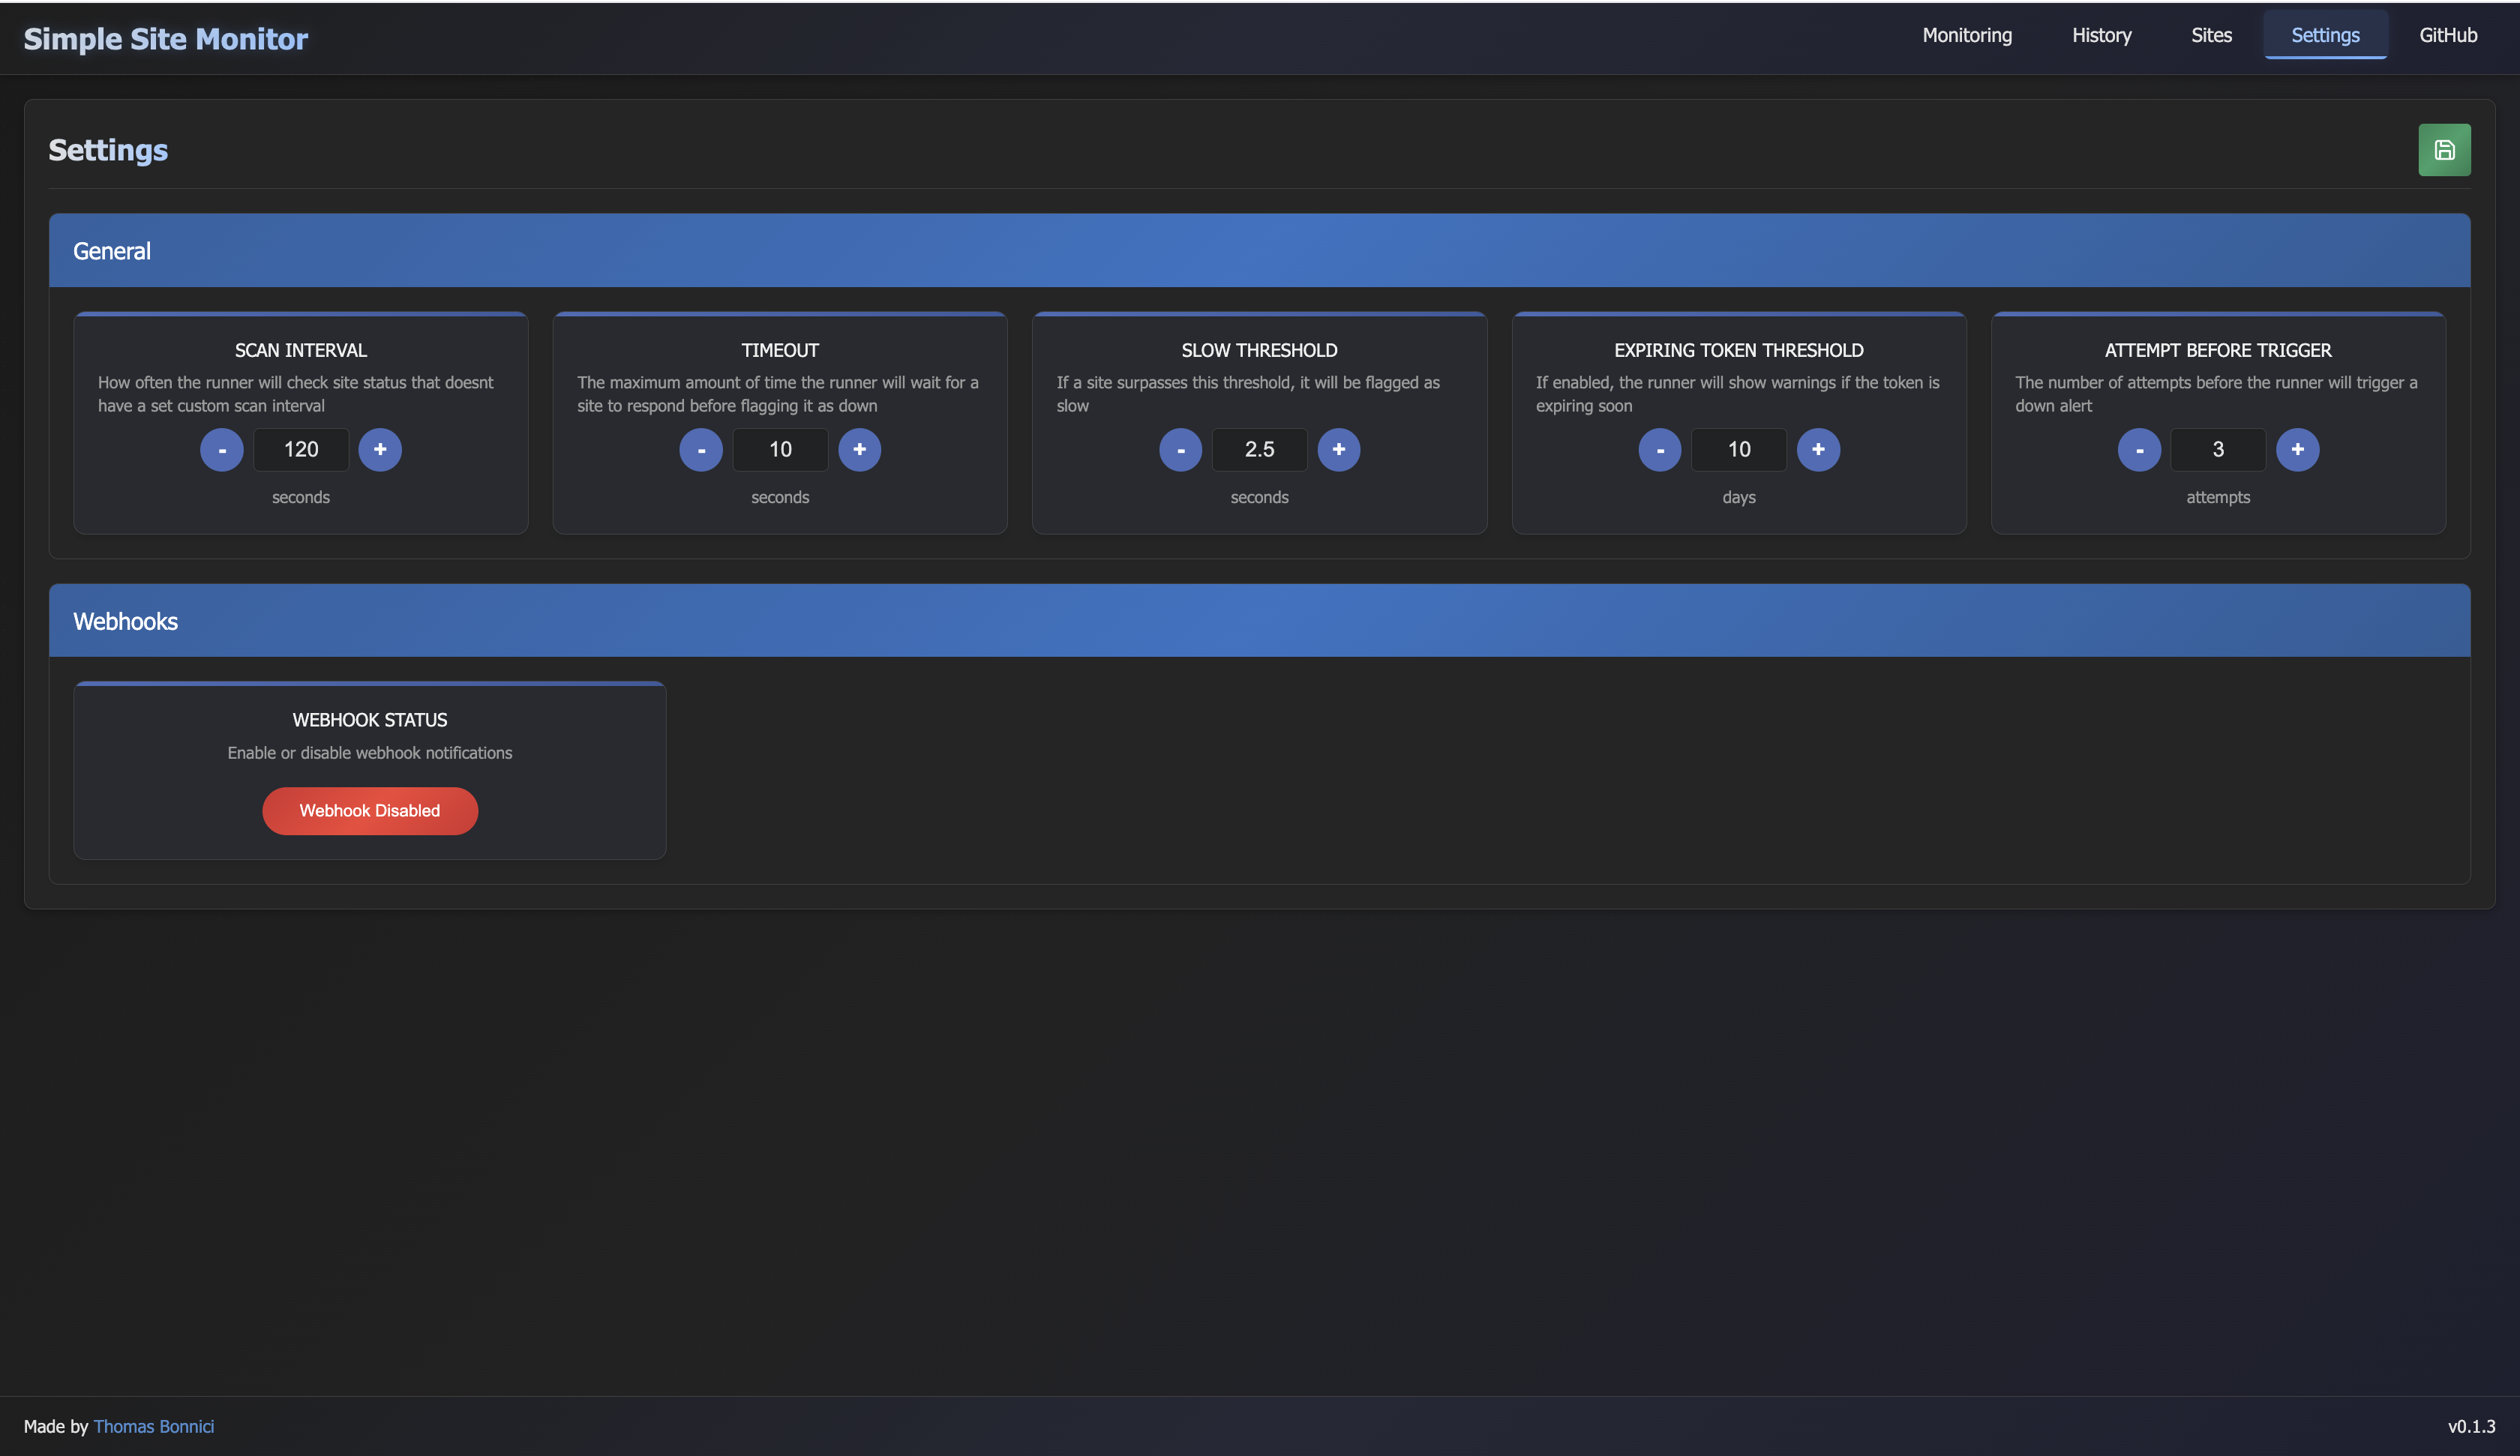 Simple Site Monitor
Monitoring
History
Sites
Settings
GitHub
Settings
General
SCAN INTERVAL
How often the runner will check site status that doesnt
have a set custom scan interval
- 120 +
seconds
TIMEOUT
The maximum amount of time the runner will wait for a
site to respond before flagging it as down
- 10 +
seconds
SLOW THRESHOLD
If a site surpasses this threshold, it will be flagged as
slow
- 2.5 +
seconds
EXPIRING TOKEN THRESHOLD
If enabled, the runner will show warnings if the token is
expiring soon
- 10 +
days
ATTEMPT BEFORE TRIGGER
The number of attempts before the runner will trigger a
down alert
- 3 +
attempts
Webhooks
WEBHOOK STATUS
Enable or disable webhook notifications
Webhook Disabled
Made by Thomas Bonnici
v0.1.3